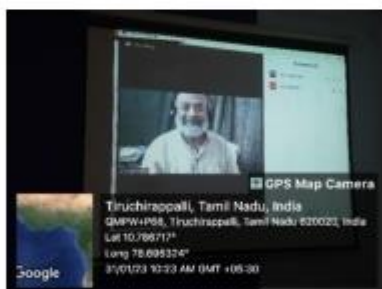 GPS Map Camera
Tiruchirappalli, Tamil Nadu, India
QMPW+P68, Tiruchirappalli, Tamil Nadu 620020, India
Lat 10.786717°
Long 78.695324°
31/01/23 10:23 AM GMT +05:30
Google